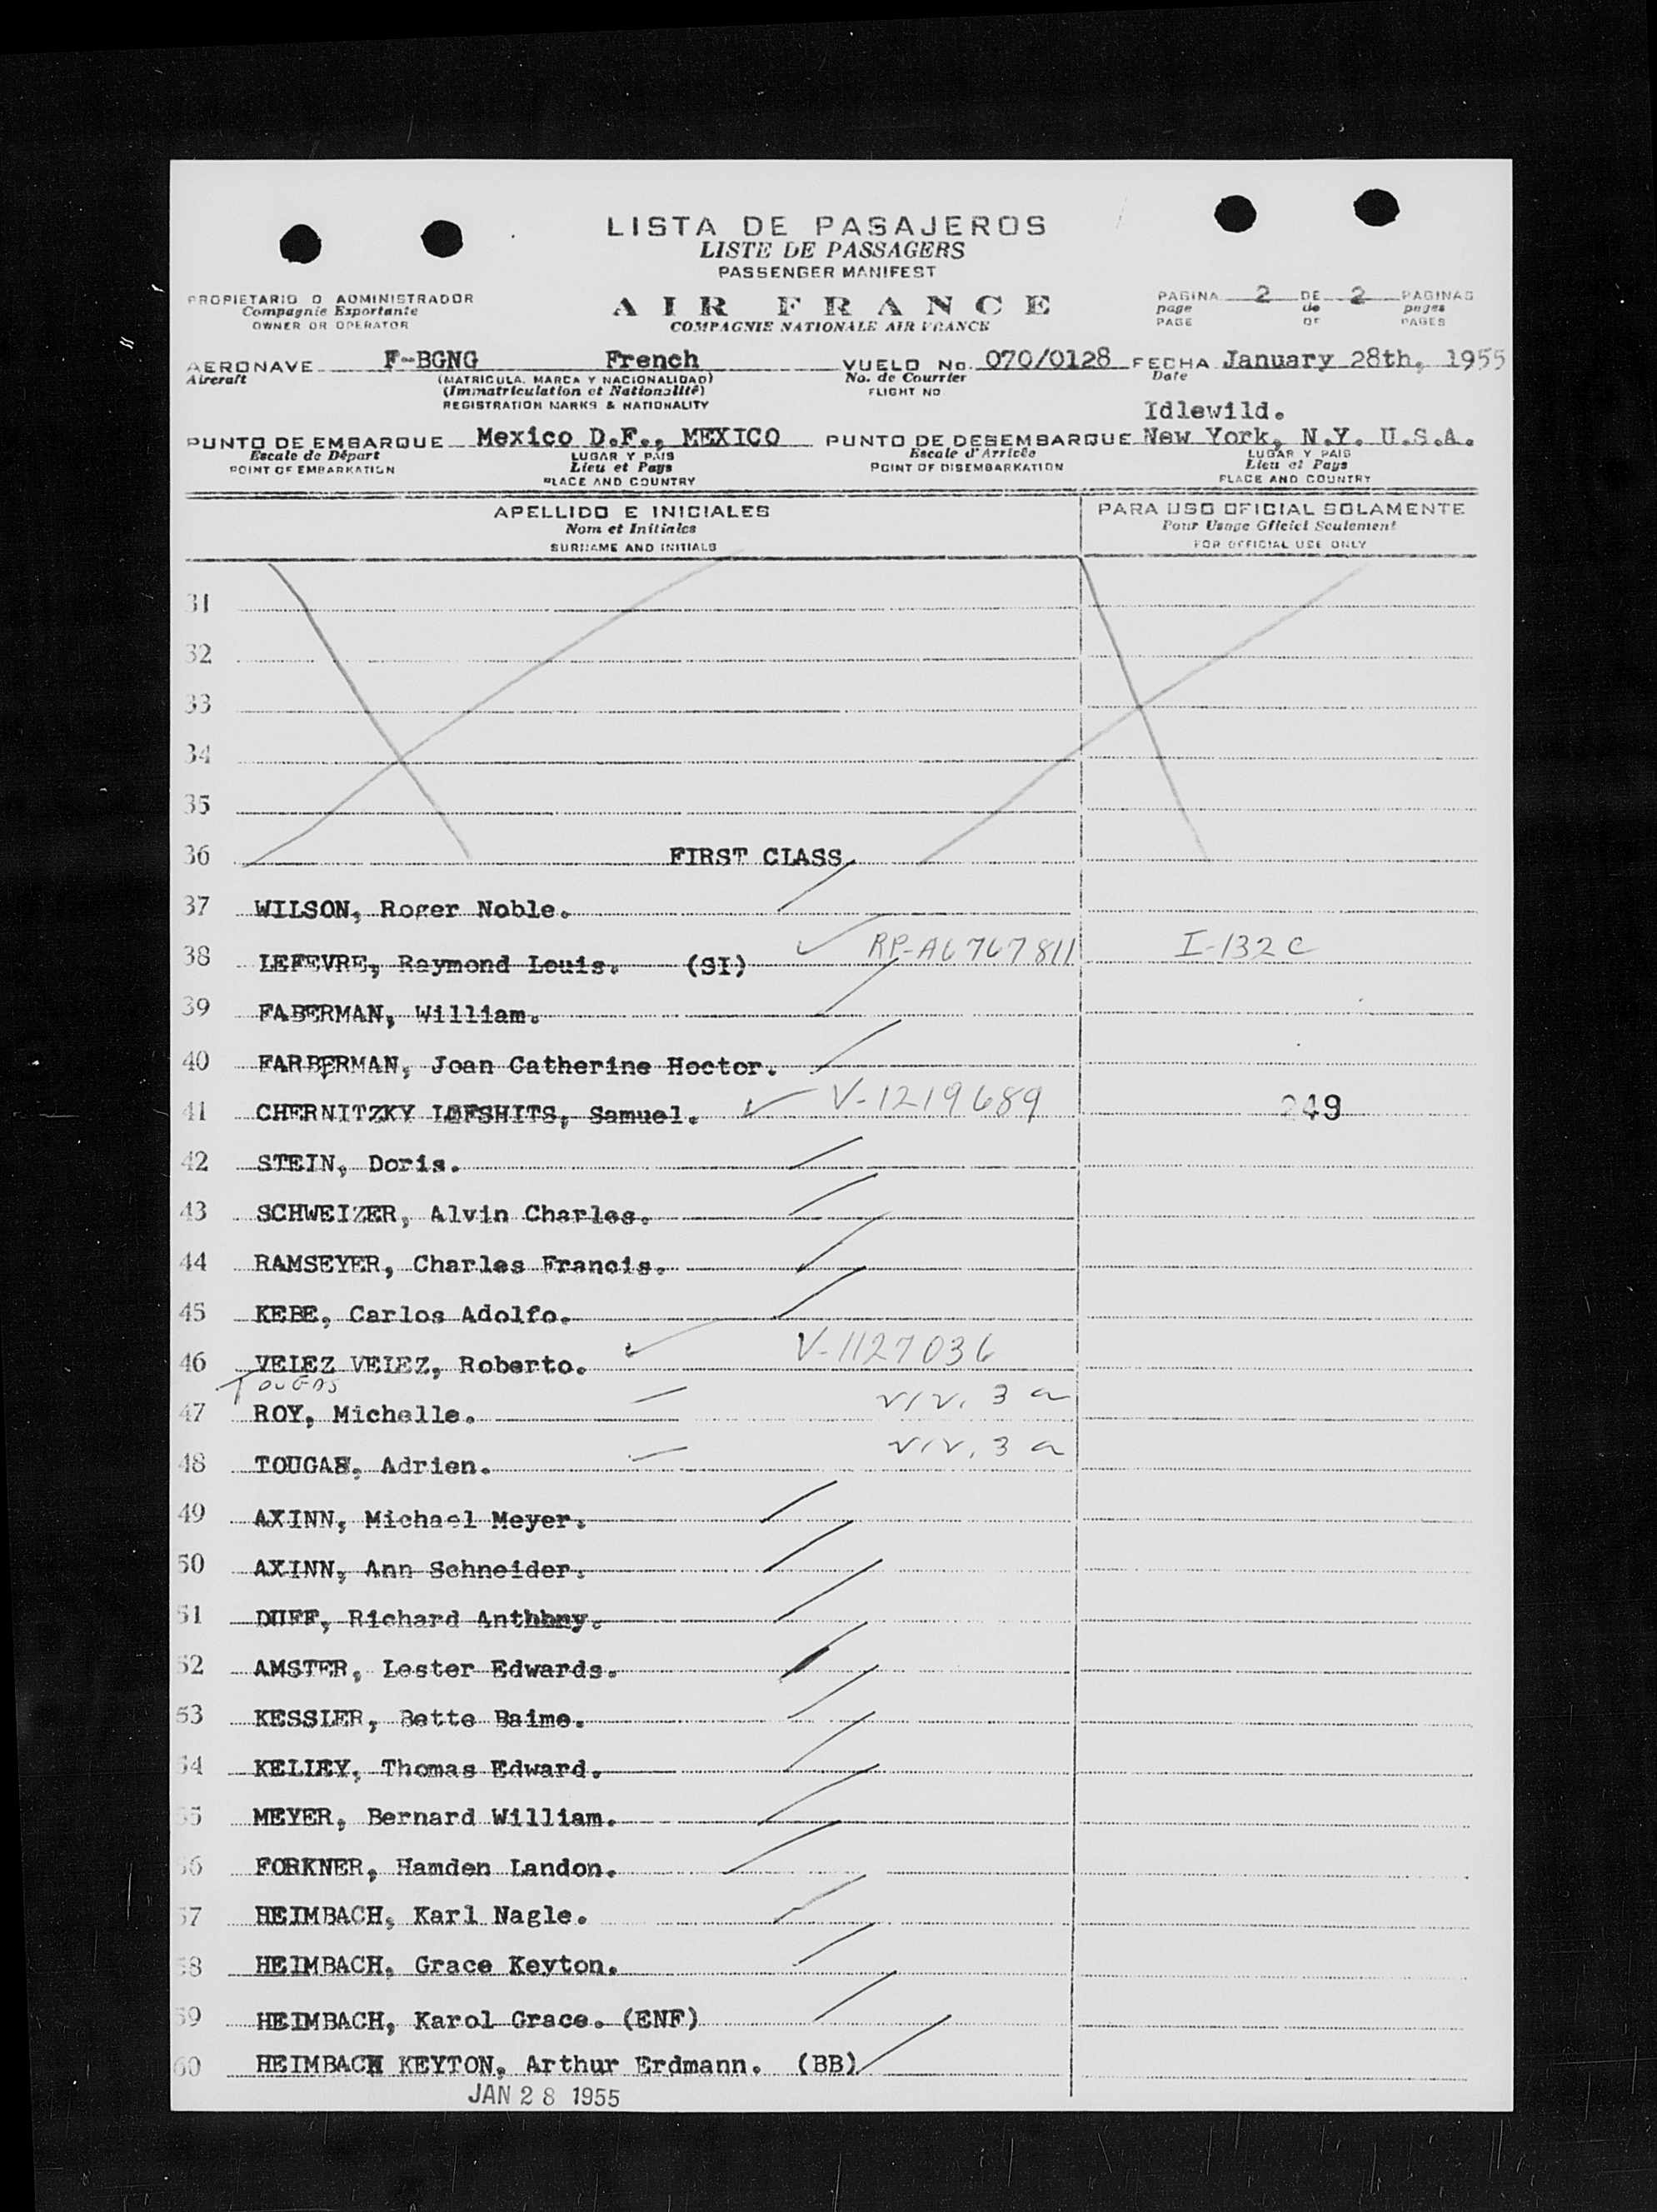 LISTA DE PASAJEROS
LISTE DE PASSAGERS
PASSENGER MANIFEST
PROPIETARIO O ADMINISTRADOR
Compagnie Exportante
OWNER OR OPERATOR
AIR FRANCE
COMPAGNIE NATIONALE AIR FRANCE
PAGINA 2 DE 2 PAGINAS
page de pages
PAGE OF PAGES
AERONAVE F-BGNG French VUELO No. 070/0128 FECHA January 28th, 1955
Aircraft (MATRICULA, MARCA Y NACIONALIDAD) No. de Courrier Date
(Immatriculation et Nationalité) FLIGHT NO
REGISTRATION MARKS & NATIONALITY
Idlewild.
PUNTO DE EMBARQUE Mexico D.F., MEXICO PUNTO DE DESEMBARQUE New York, N.Y. U.S.A.
Escale de Départ LUGAR Y PAIS Escale d'Arrivée LUGAR Y PAIS
POINT OF EMBARKATION Lieu et Pays POINT OF DISEMBARKATION Lieu et Pays
PLACE AND COUNTRY PLACE AND COUNTRY
APELLIDO E INICIALES PARA USO OFICIAL SOLAMENTE
Nom et Initiales Pour Usage Officiel Seulement
SURNAME AND INITIALS FOR OFFICIAL USE ONLY
31
32
33
34
35
36 FIRST CLASS
37 WILSON, Roger Noble.
38 LEFEVRE, Raymond Louis. (SI) RP-A6767811 I-132C
39 FABERMAN, William.
40 FARBERMAN, Joan Catherine Hoctor.
41 CHERNITZKY LEFSHITS, Samuel. V-1219689 249
42 STEIN, Doris.
43 SCHWEIZER, Alvin Charles.
44 RAMSEYER, Charles Francis.
45 KEBE, Carlos Adolfo.
46 VELEZ VELEZ, Roberto. V-1127036
TOUGAS
47 ROY, Michelle. VIV. 3 a
48 TOUGAS, Adrien. VIV. 3 a
49 AXINN, Michael Meyer.
50 AXINN, Ann Schneider.
51 DUFF, Richard Anthhny.
52 AMSTER, Lester Edwards.
53 KESSLER, Bette Baime.
54 KELLEY, Thomas Edward.
55 MEYER, Bernard William.
56 FORKNER, Hamden Landon.
57 HEIMBACH, Karl Nagle.
58 HEIMBACH, Grace Keyton.
59 HEIMBACH, Karol Grace. (ENF)
60 HEIMBACH KEYTON, Arthur Erdmann. (BB)
JAN 28 1955